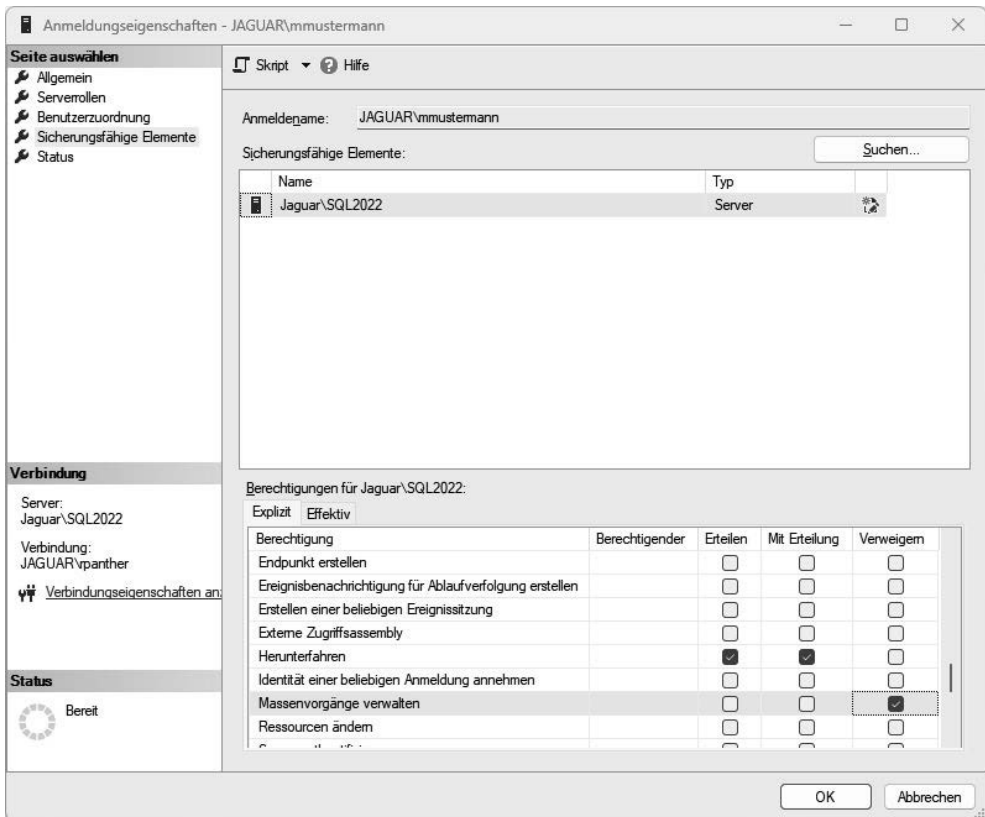 Anmeldungseigenschaften - JAGUAR\mmustermann
Seite auswählen
Allgemein
Serverrollen
Benutzerzuordnung
Sicherungsfähige Elemente
Status
Skript
Hilfe
Anmeldename: JAGUAR\mmustermann
Sicherungsfähige Elemente:
Suchen...
Name Typ
Jaguar\SQL2022 Server
Verbindung
Server:
Jaguar\SQL2022
Verbindung:
JAGUAR\rpanther
Verbindungseigenschaften an
Status
Bereit
Berechtigungen für Jaguar\SQL2022:
Explizit Effektiv
Berechtigung Berechtigender Erteilen Mit Erteilung Verweigern
Endpunkt erstellen
Ereignisbenachrichtigung für Ablaufverfolgung erstellen
Erstellen einer beliebigen Ereignissitzung
Externe Zugriffsassembly
Herunterfahren
Identität einer beliebigen Anmeldung annehmen
Massenvorgänge verwalten
Ressourcen ändern
OK Abbrechen